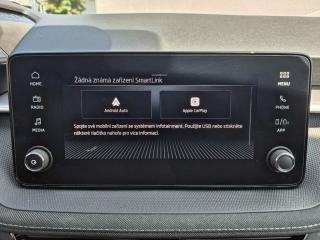 HOME
RADIO
MEDIA
Žádná známá zařízení SmartLink
Android Auto
Apple CarPlay
Spojte své mobilní zařízení se systémem infotainment. Použijte USB nebo stiskněte
některé tlačítko nahoře pro více informací.
MENU
PHONE
APP